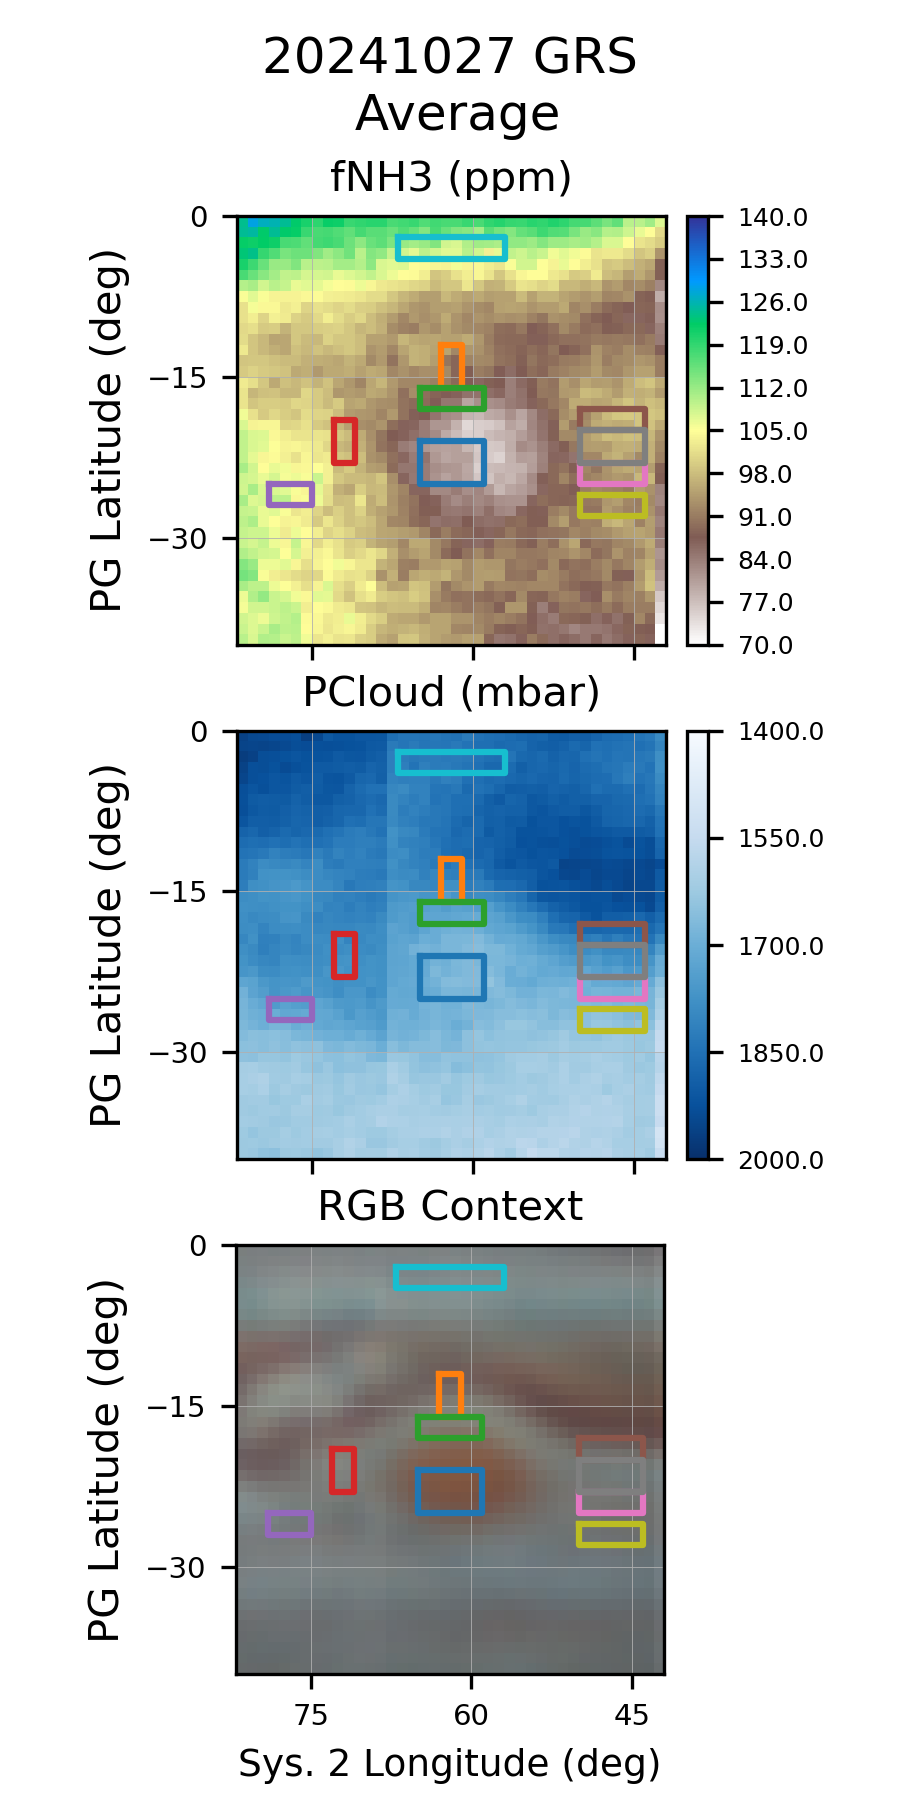 20241027 GRS
Average
fNH3 (ppm)
PG Latitude (deg)
0
−15
−30
140.0
133.0
126.0
119.0
112.0
105.0
98.0
91.0
84.0
77.0
70.0
PCloud (mbar)
PG Latitude (deg)
0
−15
−30
1400.0
1550.0
1700.0
1850.0
2000.0
RGB Context
PG Latitude (deg)
0
−15
−30
75 60 45
Sys. 2 Longitude (deg)